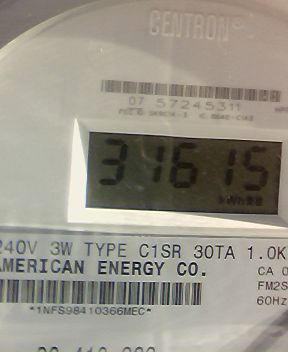 CENTRON®
07 57245311
31615
kWh
240V 3W TYPE C1SR 30TA 1.0K
AMERICAN ENERGY CO.
CA 0
FM2S
60Hz
*1NFS98410366MEC*